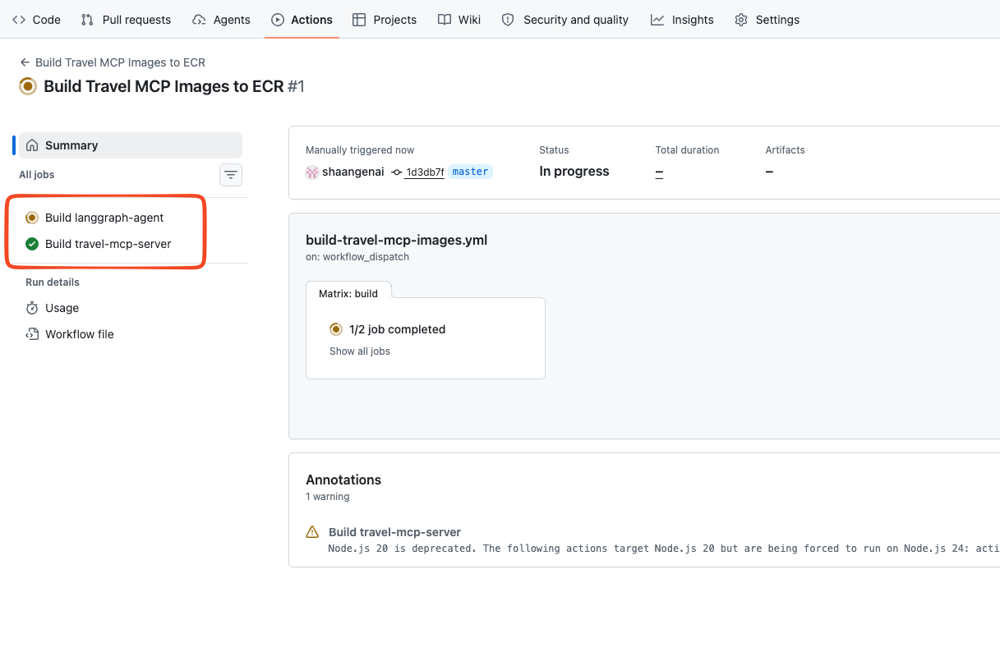 Code Pull requests Agents Actions Projects Wiki Security and quality Insights Settings
Build Travel MCP Images to ECR
Build Travel MCP Images to ECR #1
Summary
All jobs
Build langgraph-agent
Build travel-mcp-server
Run details
Usage
Workflow file
Manually triggered now
shaangenai 1d3db7f master
Status
In progress
Total duration
–
Artifacts
–
build-travel-mcp-images.yml
on: workflow_dispatch
Matrix: build
1/2 job completed
Show all jobs
Annotations
1 warning
Build travel-mcp-server
Node.js 20 is deprecated. The following actions target Node.js 20 but are being forced to run on Node.js 24: acti